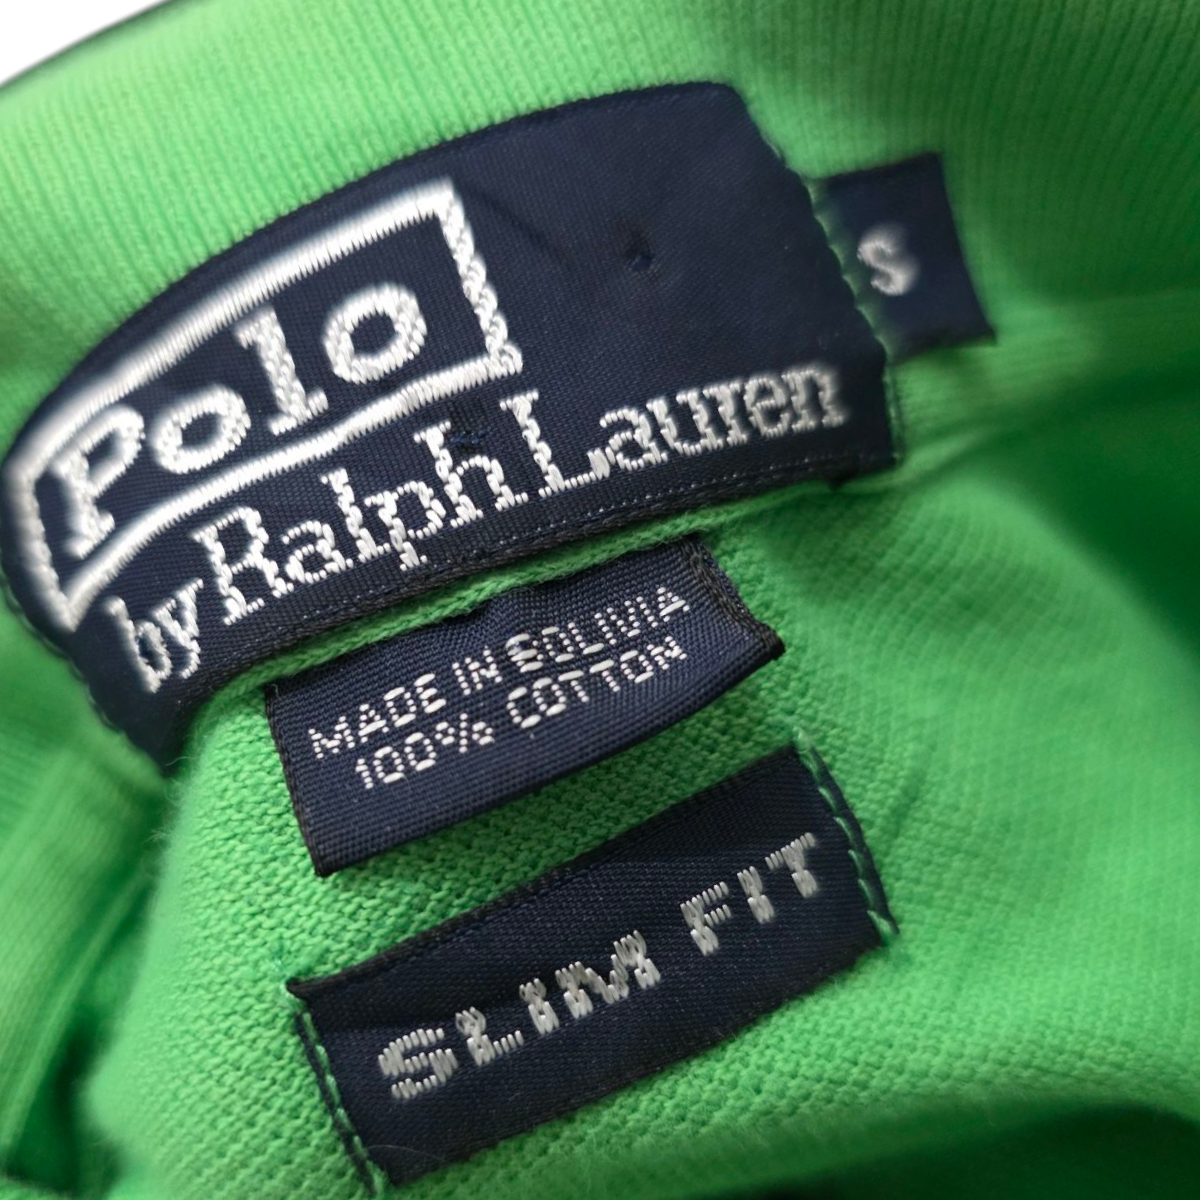 Polo
by Ralph Lauren
S
MADE IN BOLIVIA
100% COTTON
SLIM FIT